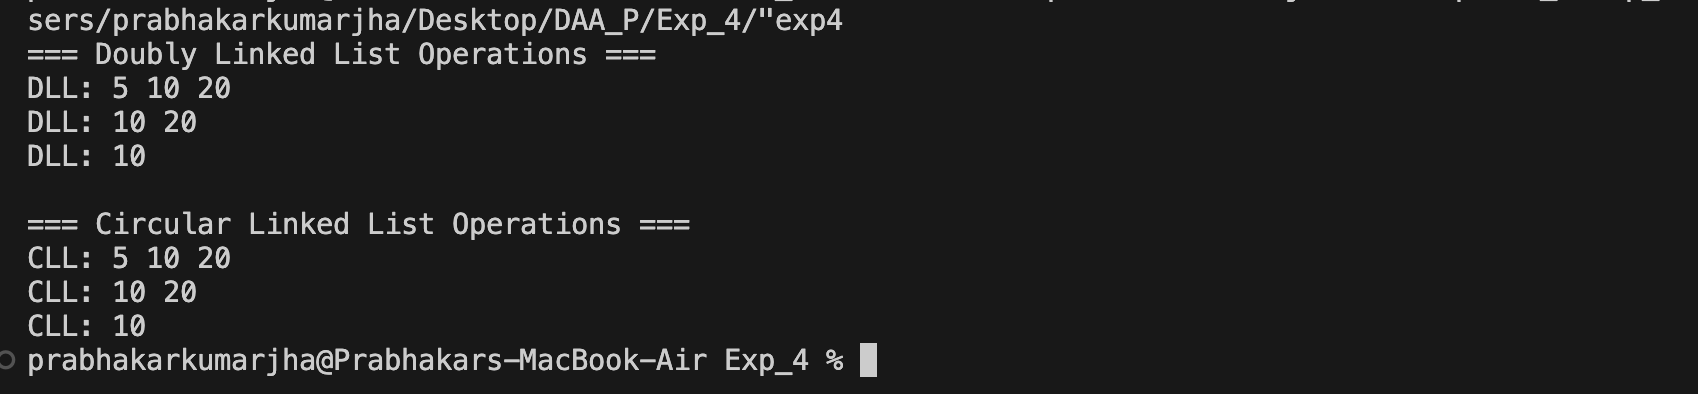 sers/prabhakarkumarjha/Desktop/DAA_P/Exp_4/"exp4
=== Doubly Linked List Operations ===
DLL: 5 10 20
DLL: 10 20
DLL: 10
=== Circular Linked List Operations ===
CLL: 5 10 20
CLL: 10 20
CLL: 10
prabhakarkumarjha@Prabhakars-MacBook-Air Exp_4 %